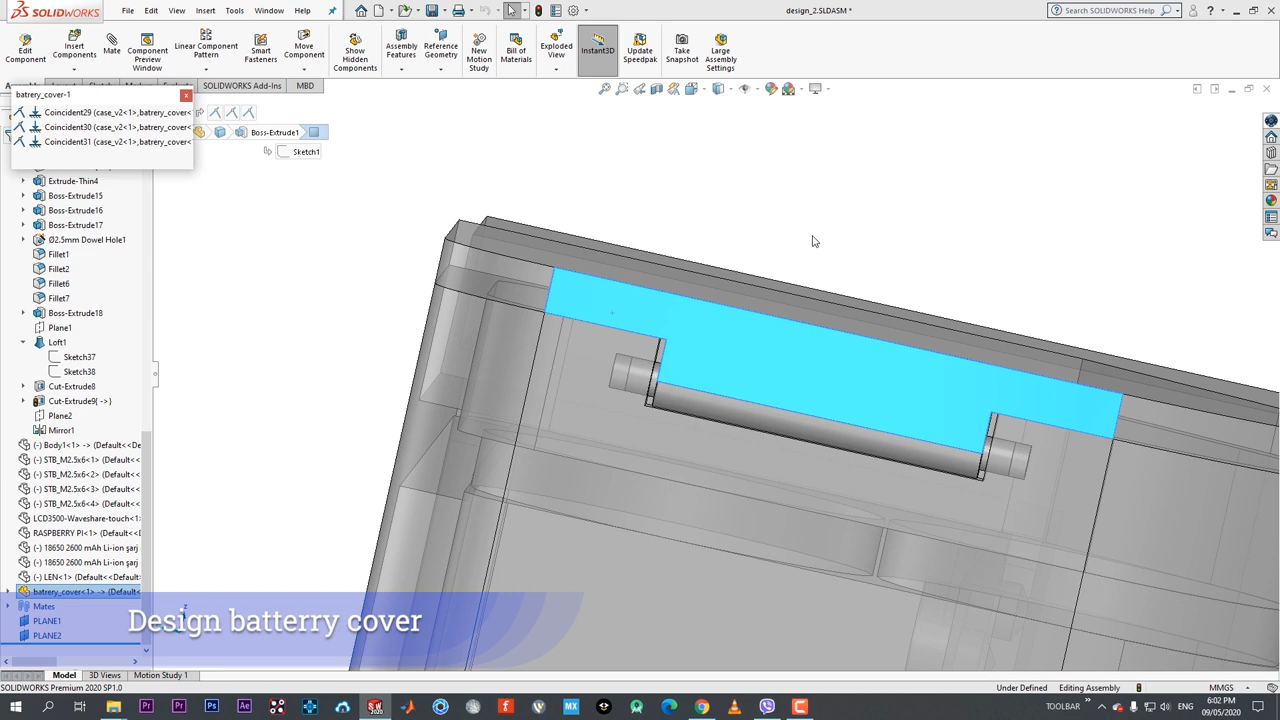 SOLIDWORKS
File Edit View Insert Tools Window Help
design_2.SLDASM *
Search SOLIDWORKS Help
Edit Component
Insert Components
Mate
Component Preview Window
Linear Component Pattern
Smart Fasteners
Move Component
Show Hidden Components
Assembly Features
Reference Geometry
New Motion Study
Bill of Materials
Exploded View
Instant3D
Update Speedpak
Take Snapshot
Large Assembly Settings
SOLIDWORKS Add-Ins
MBD
batrery_cover-1
x
Coincident29 (case_v2<1>,batrery_cover<
Coincident30 (case_v2<1>,batrery_cover<
Coincident31 (case_v2<1>,batrery_cover<
Boss-Extrude1
Sketch1
Extrude-Thin4
Boss-Extrude15
Boss-Extrude16
Boss-Extrude17
Ø2.5mm Dowel Hole1
Fillet1
Fillet2
Fillet6
Fillet7
Boss-Extrude18
Plane1
Loft1
Sketch37
Sketch38
Cut-Extrude8
Cut-Extrude9{ ->}
Plane2
Mirror1
(-) Body1<1> -> (Default<<De
(-) STB_M2.5x6<1> (Default<
(-) STB_M2.5x6<2> (Default<
(-) STB_M2.5x6<3> (Default<
(-) STB_M2.5x6<4> (Default<
LCD3500-Waveshare-touch<1>
RASPBERRY PI<1> (Default<
(-) 18650 2600 mAh Li-ion şarj
(-) 18650 2600 mAh Li-ion şarj
(-) LEN<1> (Default<<Default
batrery_cover<1> -> (Default<
Mates
PLANE1
PLANE2
Design batterry cover
Model
3D Views
Motion Study 1
SOLIDWORKS Premium 2020 SP1.0
Under Defined
Editing Assembly
MMGS
TOOLBAR
6:02 PM
09/05/2020